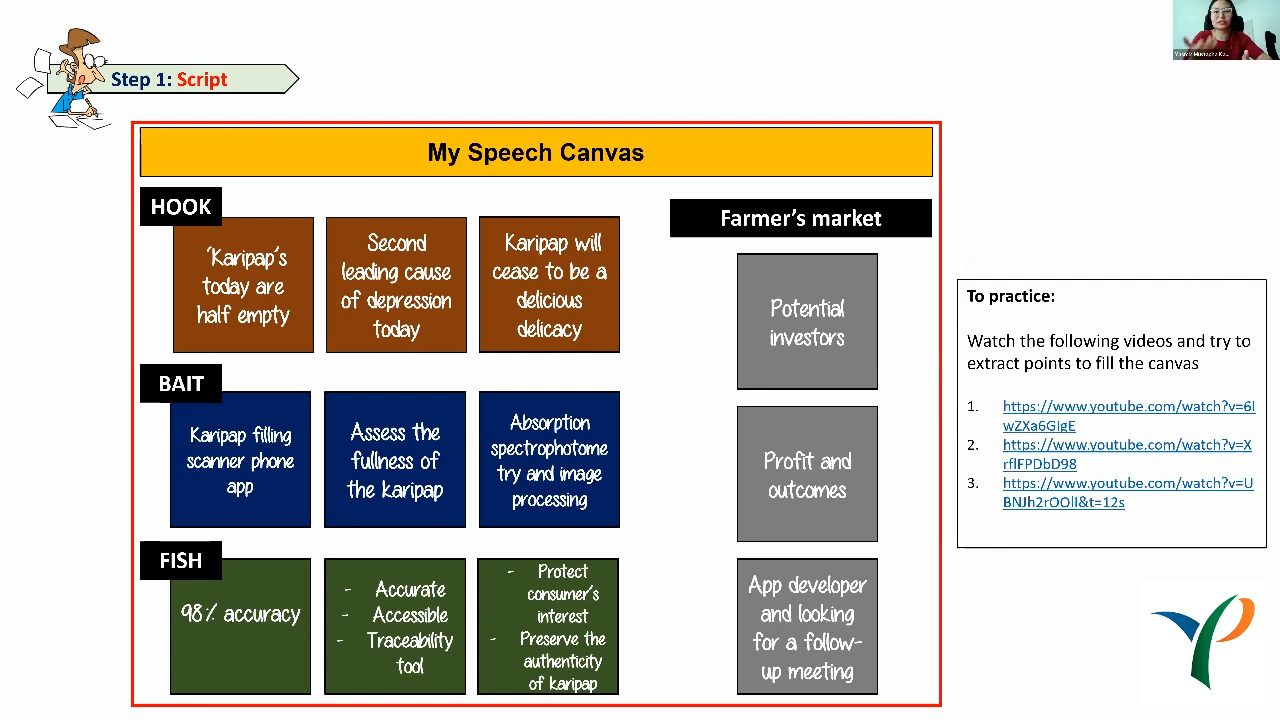 Step 1: Script
My Speech Canvas
HOOK
'Karipap's
today are
half empty
Second
leading cause
of depression
today
Karipap will
cease to be a
delicious
delicacy
BAIT
Karipap filling
scanner phone
app
Assess the
fullness of
the karipap
Absorption
spectrophotome
try and image
processing
FISH
98% accuracy
- Accurate
- Accessible
- Traceability
tool
- Protect
consumer's
interest
- Preserve the
authenticity
of karipap
Farmer's market
Potential
investors
Profit and
outcomes
App developer
and looking
for a follow-
up meeting
To practice:
Watch the following videos and try to
extract points to fill the canvas
1. https://www.youtube.com/watch?v=6I
wZXa6GIgE
2. https://www.youtube.com/watch?v=X
rflFPDbD98
3. https://www.youtube.com/watch?v=U
BNJh2rOOlI&t=12s